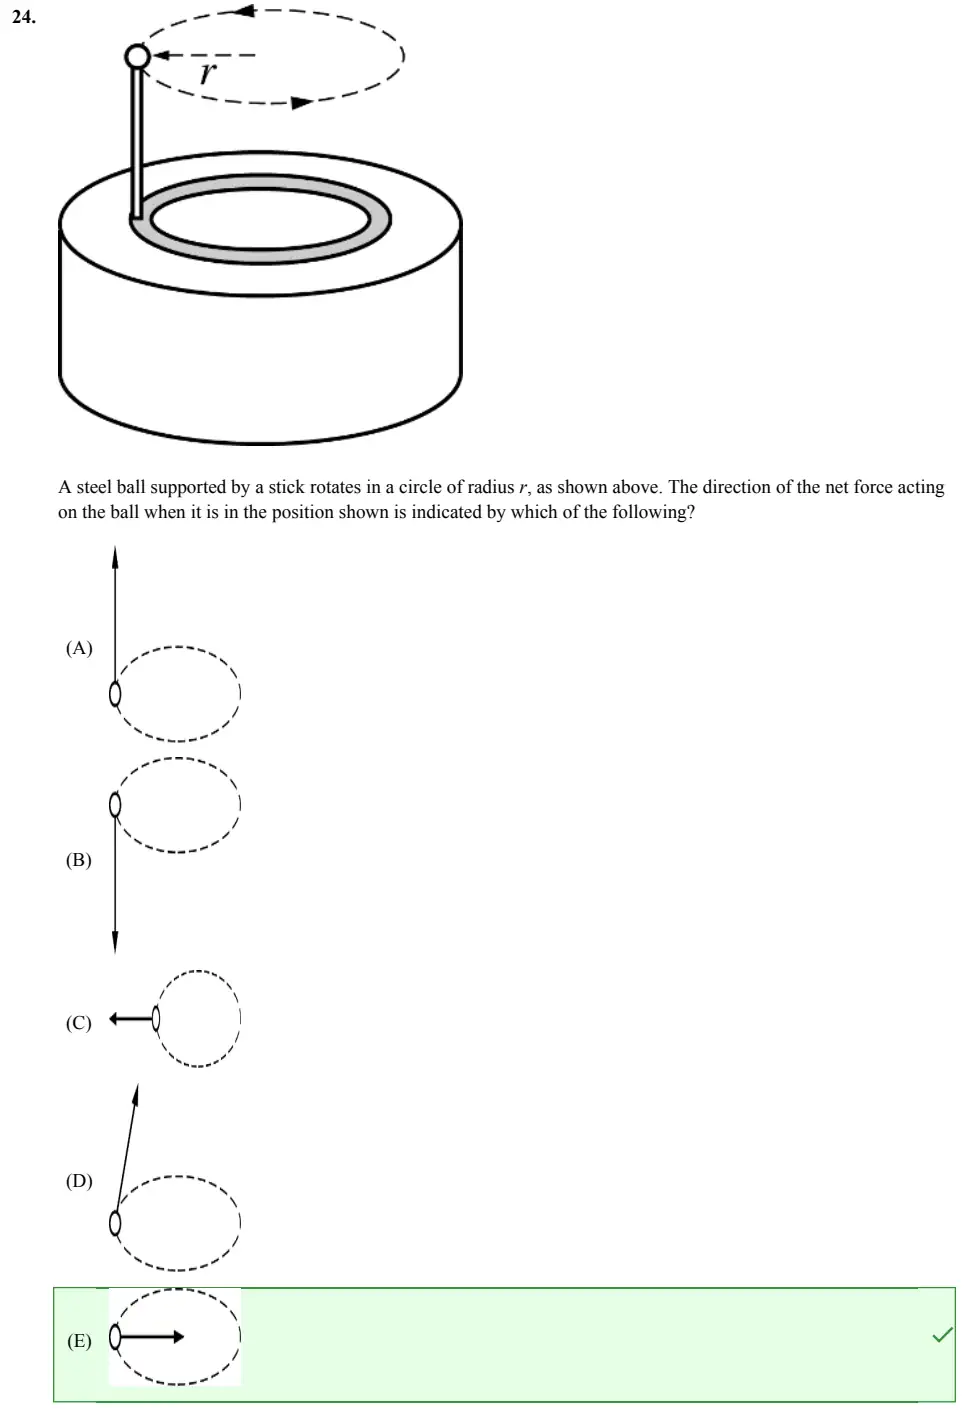 24.
r
A steel ball supported by a stick rotates in a circle of radius r, as shown above. The direction of the net force acting
on the ball when it is in the position shown is indicated by which of the following?
(A)
(B)
(C)
(D)
(E)